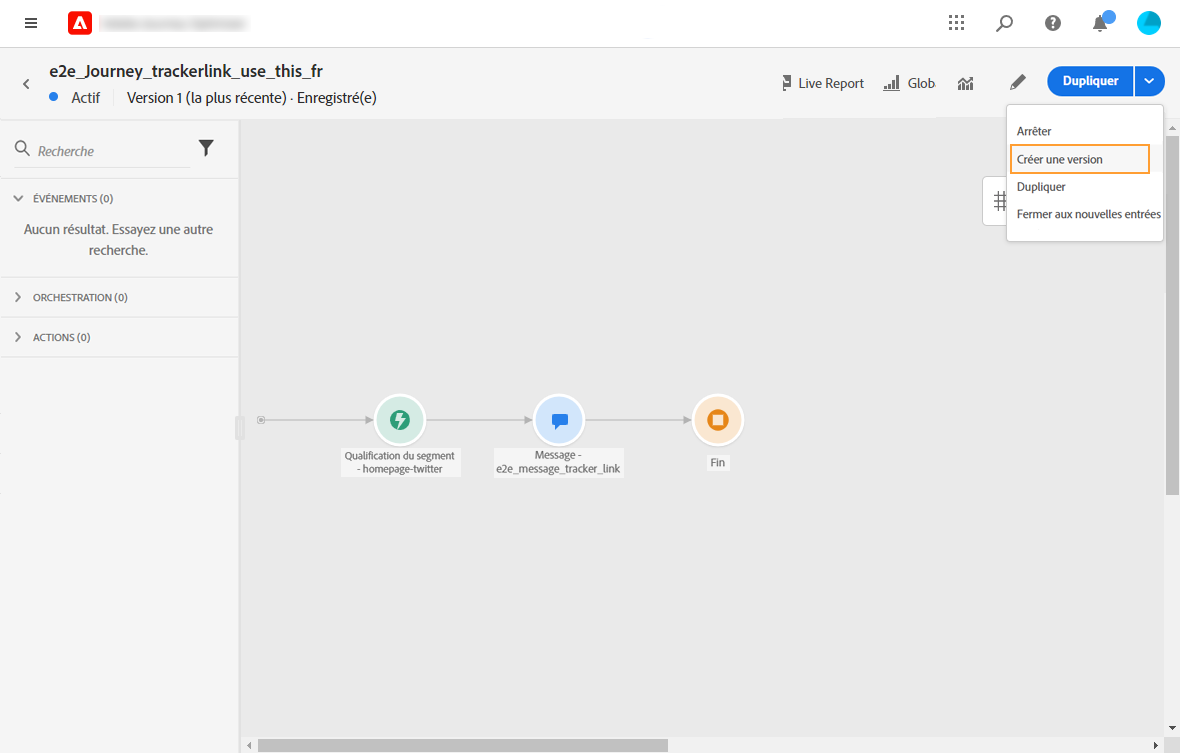 e2e_Journey_trackerlink_use_this_fr
Actif
Version 1 (la plus récente) · Enregistré(e)
Live Report
Glob
Dupliquer
Arrêter
Créer une version
Dupliquer
Fermer aux nouvelles entrées
Recherche
ÉVÉNEMENTS (0)
Aucun résultat. Essayez une autre
recherche.
ORCHESTRATION (0)
ACTIONS (0)
Qualification du segment
- homepage-twitter
Message -
e2e_message_tracker_link
Fin